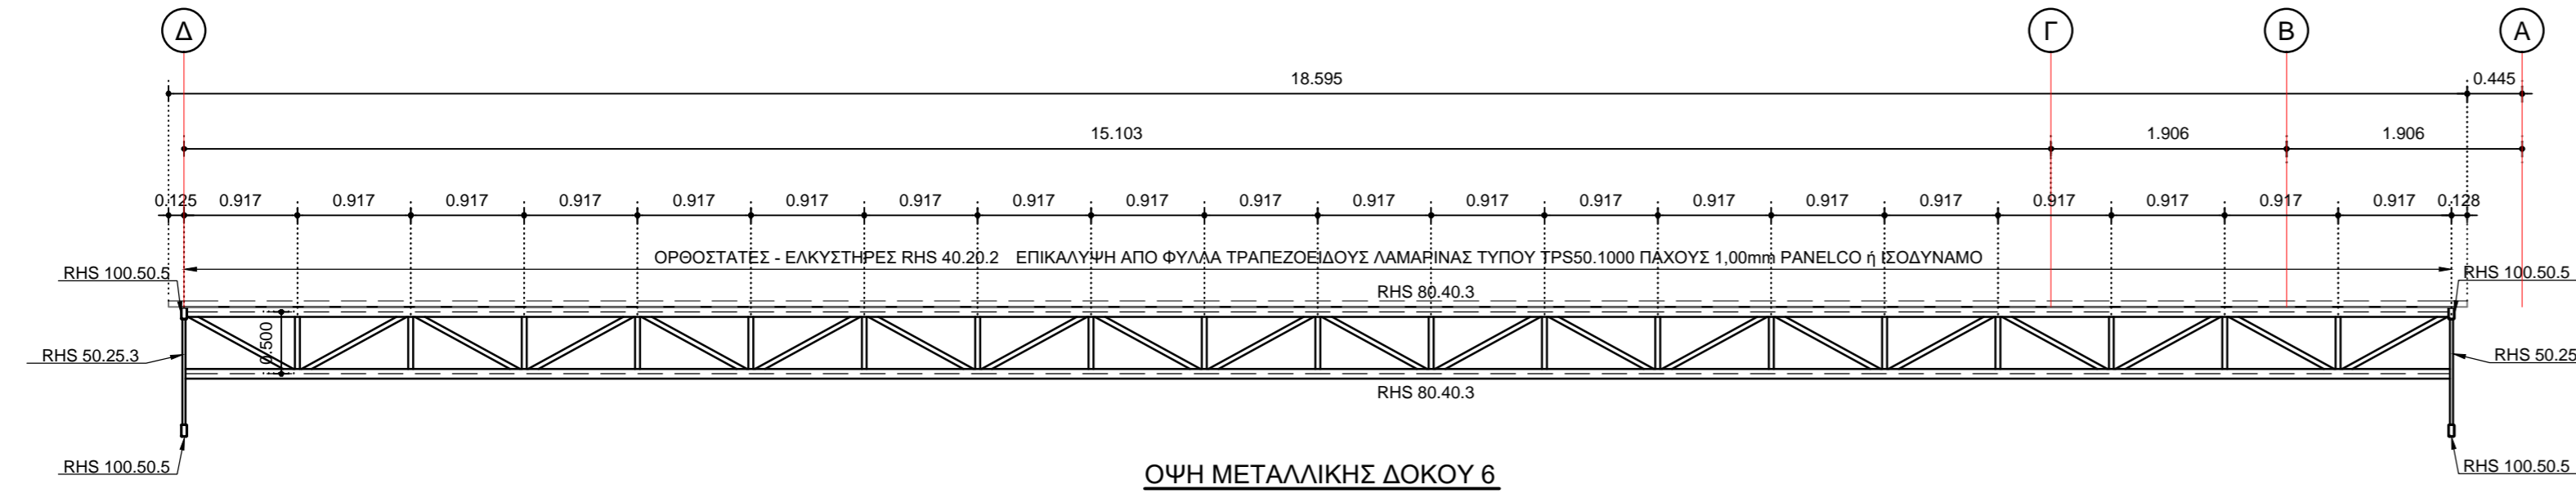 Δ Γ Β Α
18.595 0.445
15.103 1.906 1.906
0.125 0.917 0.917 0.917 0.917 0.917 0.917 0.917 0.917 0.917 0.917 0.917 0.917 0.917 0.917 0.917 0.917 0.917 0.917 0.917 0.917 0.128
ΟΡΘΟΣΤΑΤΕΣ - ΕΛΚΥΣΤΗΡΕΣ RHS 40.20.2 ΕΠΙΚΑΛΥΨΗ ΑΠΟ ΦΥΛΛΑ ΤΡΑΠΕΖΟΕΙΔΟΥΣ ΛΑΜΑΡΙΝΑΣ ΤΥΠΟΥ TPS50.1000 ΠΑΧΟΥΣ 1,00mm PANELCO ή ΙΣΟΔΥΝΑΜΟ
RHS 100.50.5 RHS 100.50.5
RHS 80.40.3
0.500
RHS 50.25.3 RHS 50.25
RHS 80.40.3
RHS 100.50.5 RHS 100.50.5
ΟΨΗ ΜΕΤΑΛΛΙΚΗΣ ΔΟΚΟΥ 6